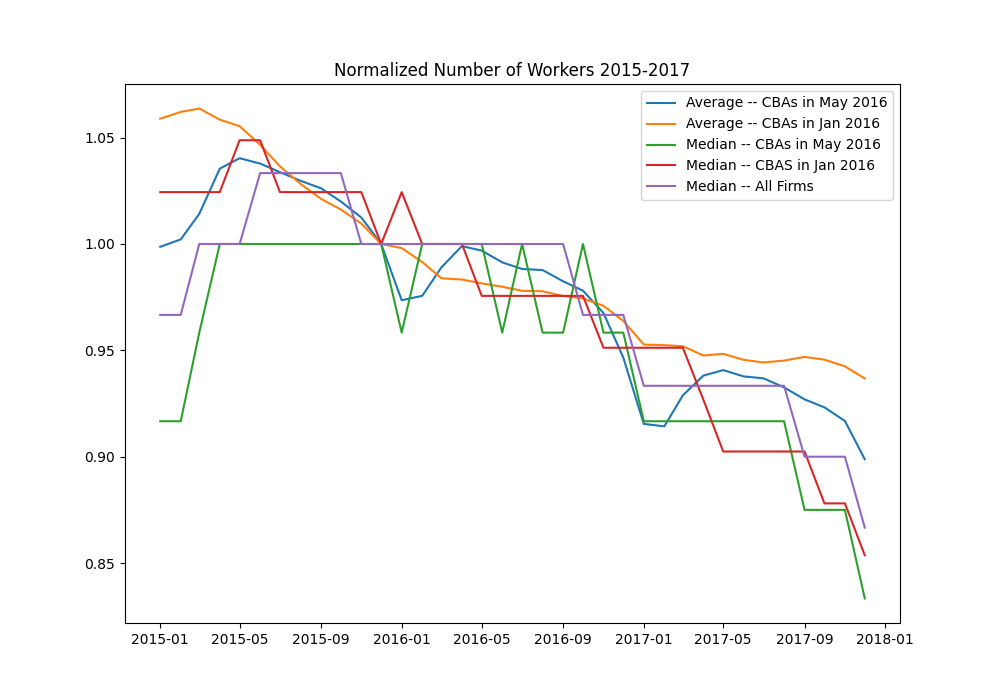 Normalized Number of Workers 2015-2017
Average -- CBAs in May 2016
Average -- CBAs in Jan 2016
Median -- CBAs in May 2016
Median -- CBAS in Jan 2016
Median -- All Firms
1.05
1.00
0.95
0.90
0.85
2015-01 2015-05 2015-09 2016-01 2016-05 2016-09 2017-01 2017-05 2017-09 2018-01